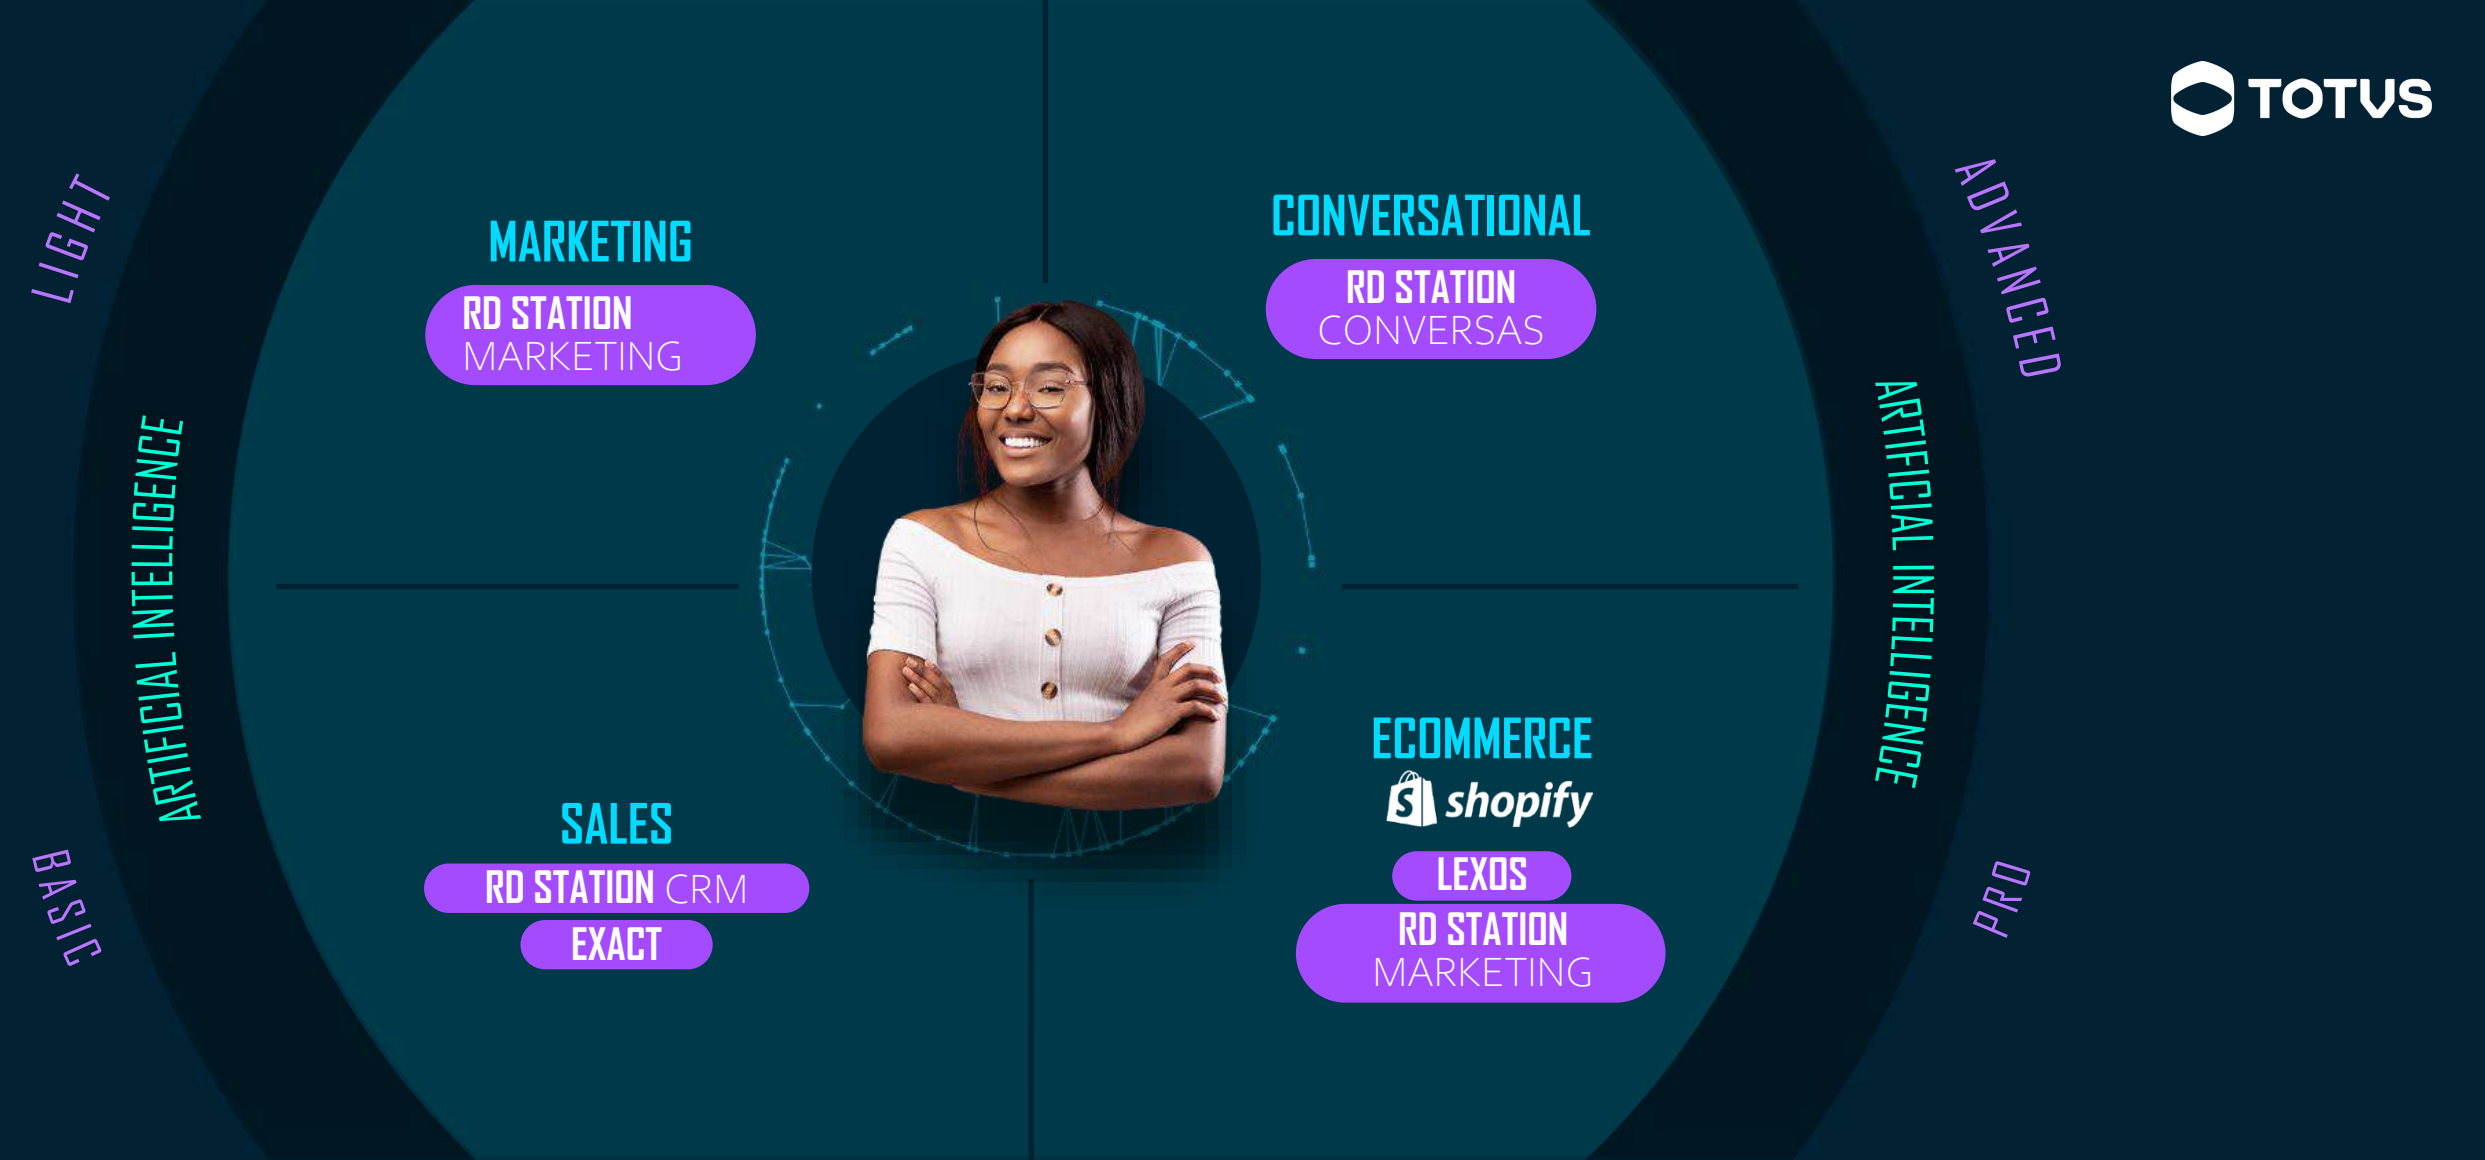 TOTVS
LIGHT
ADVANCED
MARKETING
RD STATION
MARKETING
CONVERSATIONAL
RD STATION
CONVERSAS
ARTIFICIAL INTELLIGENCE
ARTIFICIAL INTELLIGENCE
SALES
RD STATION CRM
EXACT
ECOMMERCE
shopify
LEXOS
RD STATION
MARKETING
BASIC
PRO